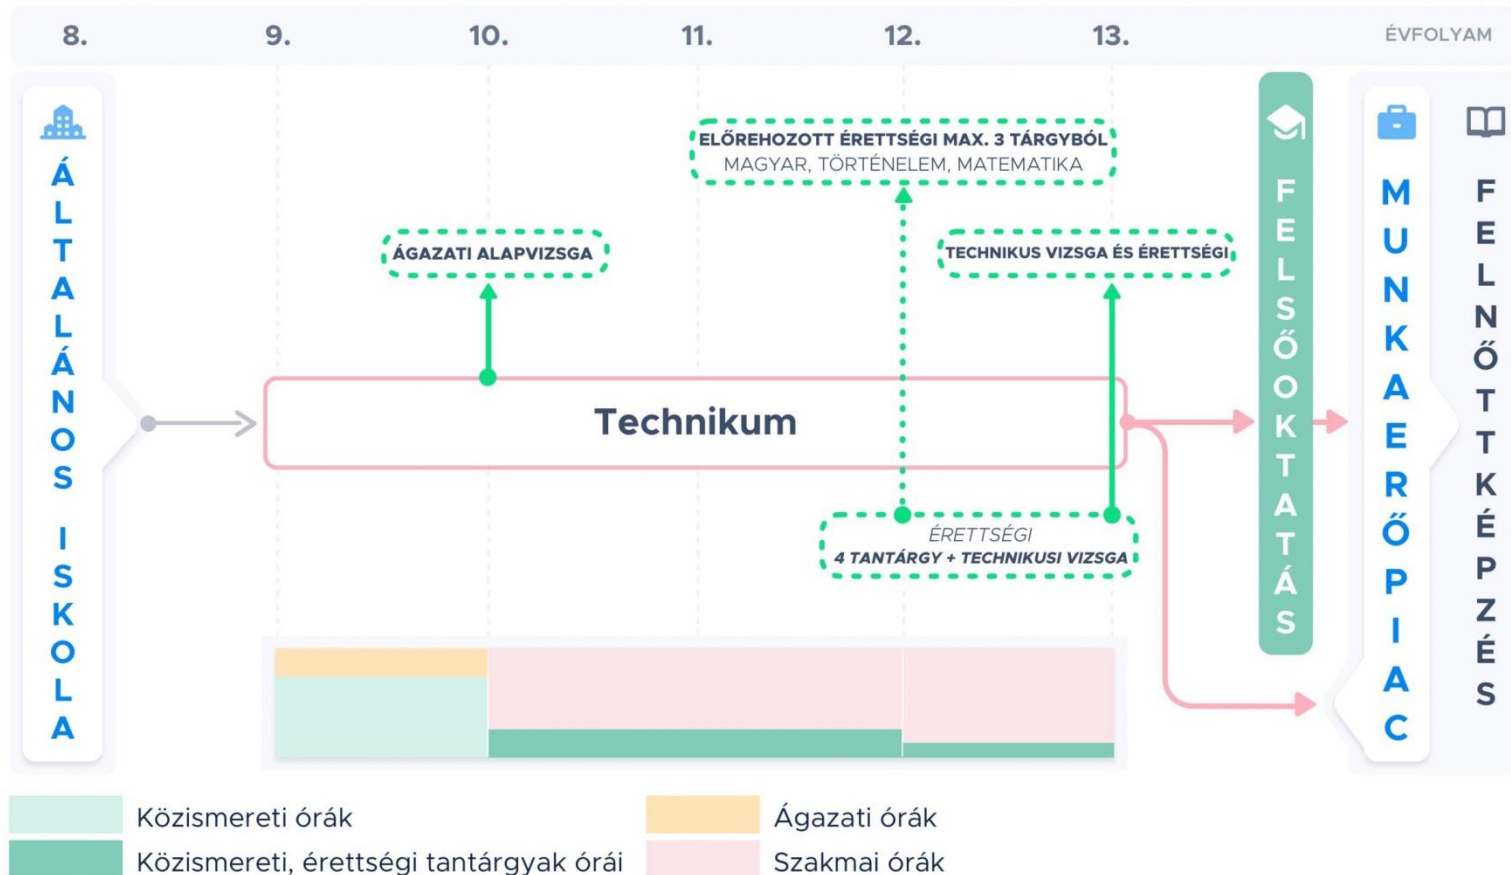 8. 9. 10. 11. 12. 13. ÉVFOLYAM
ÁLTALÁNOS ISKOLA
ELŐREHOZOTT ÉRETTSÉGI MAX. 3 TÁRGYBÓL
MAGYAR, TÖRTÉNELEM, MATEMATIKA
ÁGAZATI ALAPVIZSGA
TECHNIKUS VIZSGA ÉS ÉRETTSÉGI
Technikum
ÉRETTSÉGI
4 TANTÁRGY + TECHNIKUSI VIZSGA
FELSŐOKTATÁS
MUNKAERŐPIAC
FELNŐTTKÉPZÉS
Közismereti órák
Ágazati órák
Közismereti, érettségi tantárgyak órái
Szakmai órák